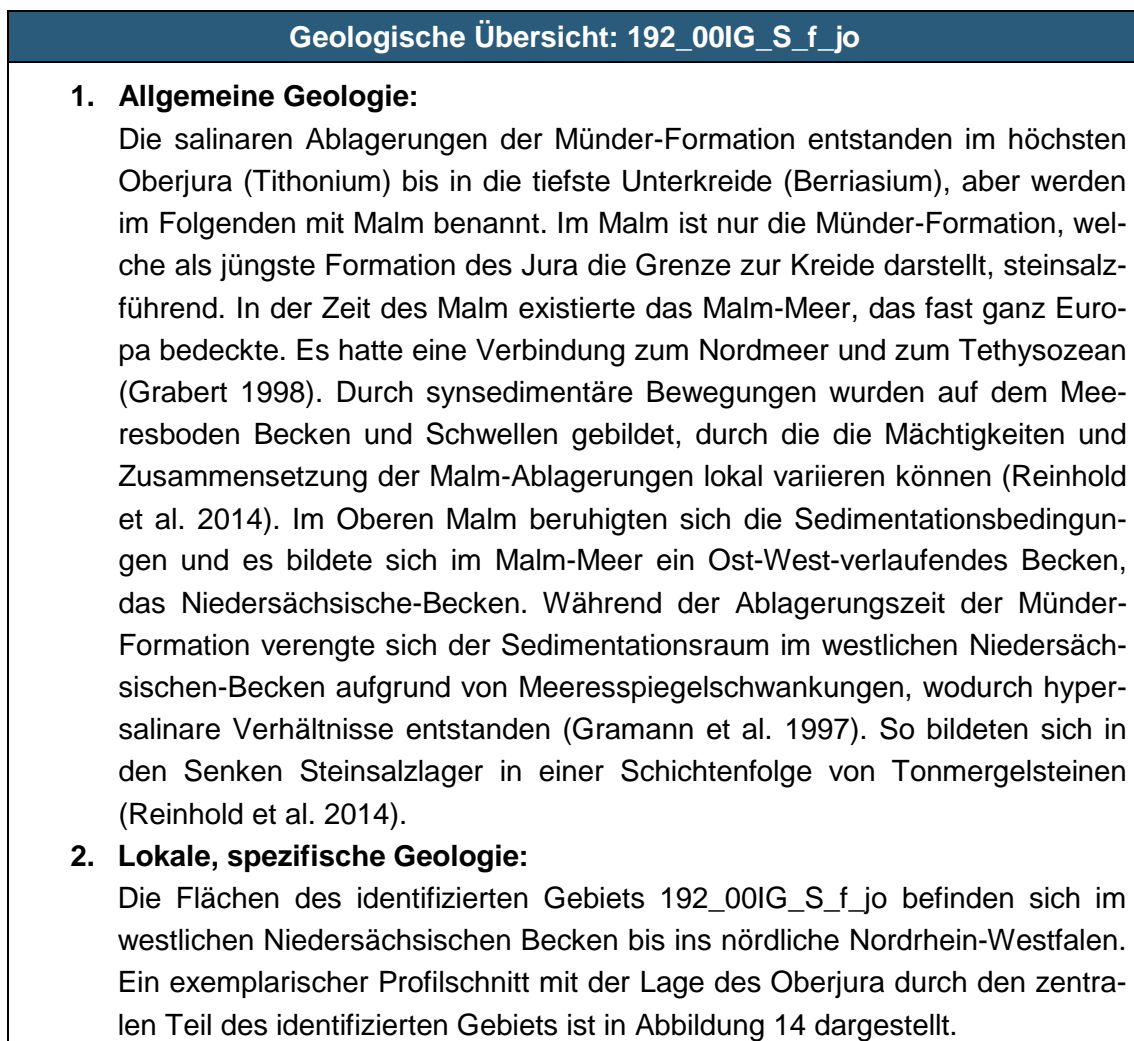 Geologische Übersicht: 192_00IG_S_f_jo
1. Allgemeine Geologie:
Die salinaren Ablagerungen der Münder-Formation entstanden im höchsten
Oberjura (Tithonium) bis in die tiefste Unterkreide (Berriasium), aber werden
im Folgenden mit Malm benannt. Im Malm ist nur die Münder-Formation, wel-
che als jüngste Formation des Jura die Grenze zur Kreide darstellt, steinsalz-
führend. In der Zeit des Malm existierte das Malm-Meer, das fast ganz Euro-
pa bedeckte. Es hatte eine Verbindung zum Nordmeer und zum Tethysozean
(Grabert 1998). Durch synsedimentäre Bewegungen wurden auf dem Mee-
resboden Becken und Schwellen gebildet, durch die die Mächtigkeiten und
Zusammensetzung der Malm-Ablagerungen lokal variieren können (Reinhold
et al. 2014). Im Oberen Malm beruhigten sich die Sedimentationsbedingun-
gen und es bildete sich im Malm-Meer ein Ost-West-verlaufendes Becken,
das Niedersächsische-Becken. Während der Ablagerungszeit der Münder-
Formation verengte sich der Sedimentationsraum im westlichen Niedersäch-
sischen-Becken aufgrund von Meeresspiegelschwankungen, wodurch hyper-
salinare Verhältnisse entstanden (Gramann et al. 1997). So bildeten sich in
den Senken Steinsalzlager in einer Schichtenfolge von Tonmergelsteinen
(Reinhold et al. 2014).
2. Lokale, spezifische Geologie:
Die Flächen des identifizierten Gebiets 192_00IG_S_f_jo befinden sich im
westlichen Niedersächsischen Becken bis ins nördliche Nordrhein-Westfalen.
Ein exemplarischer Profilschnitt mit der Lage des Oberjura durch den zentra-
len Teil des identifizierten Gebiets ist in Abbildung 14 dargestellt.